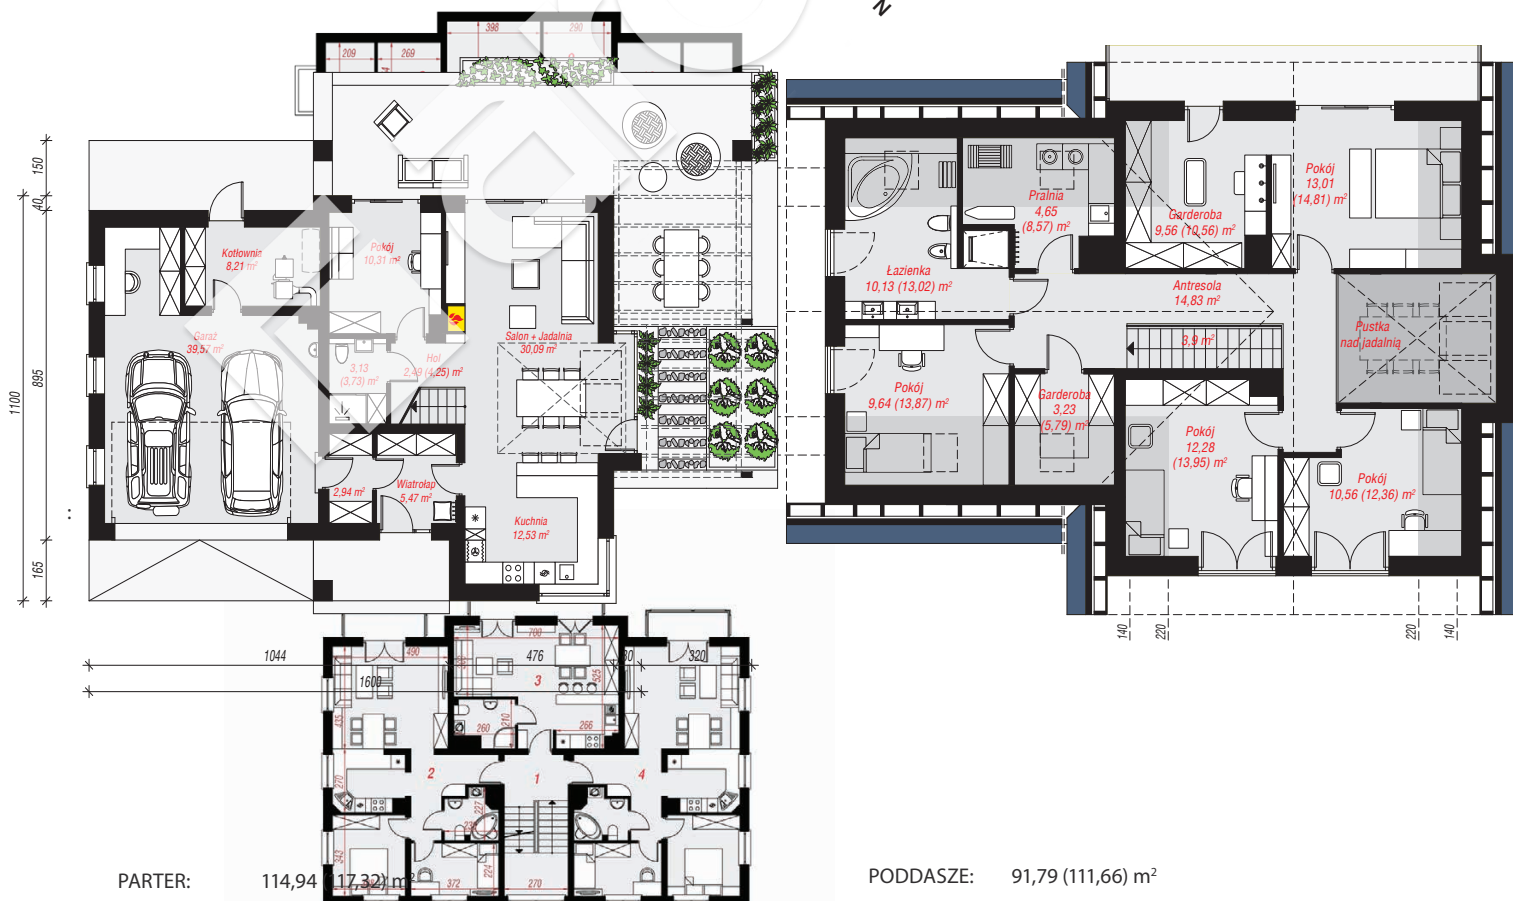 N
398
290
209
269
150
40
895
1100
165
Kotłownia
8,21 m²
Pokój
10,31 m²
Garaż
39,57 m²
Salon + Jadalnia
30,09 m²
Hol
2,49 (4,25) m²
3,13
(3,73) m²
2,94 m²
Wiatrołap
5,47 m²
Kuchnia
12,53 m²
Łazienka
10,13 (13,02) m²
Pralnia
4,65
(8,57) m²
Garderoba
9,56 (10,56) m²
Pokój
13,01
(14,81) m²
Antresola
14,83 m²
3,9 m²
Pustka
nad jadalnią
Pokój
9,64 (13,87) m²
Garderoba
3,23
(5,79) m²
Pokój
12,28
(13,95) m²
Pokój
10,56 (12,36) m²
140
220
220
140
1044
490
700
476
320
1600
3
525
435
260
210
266
270
2
1
4
227
343
372
224
270
PARTER:
114,94 (117,32) m²
PODDASZE:
91,79 (111,66) m²